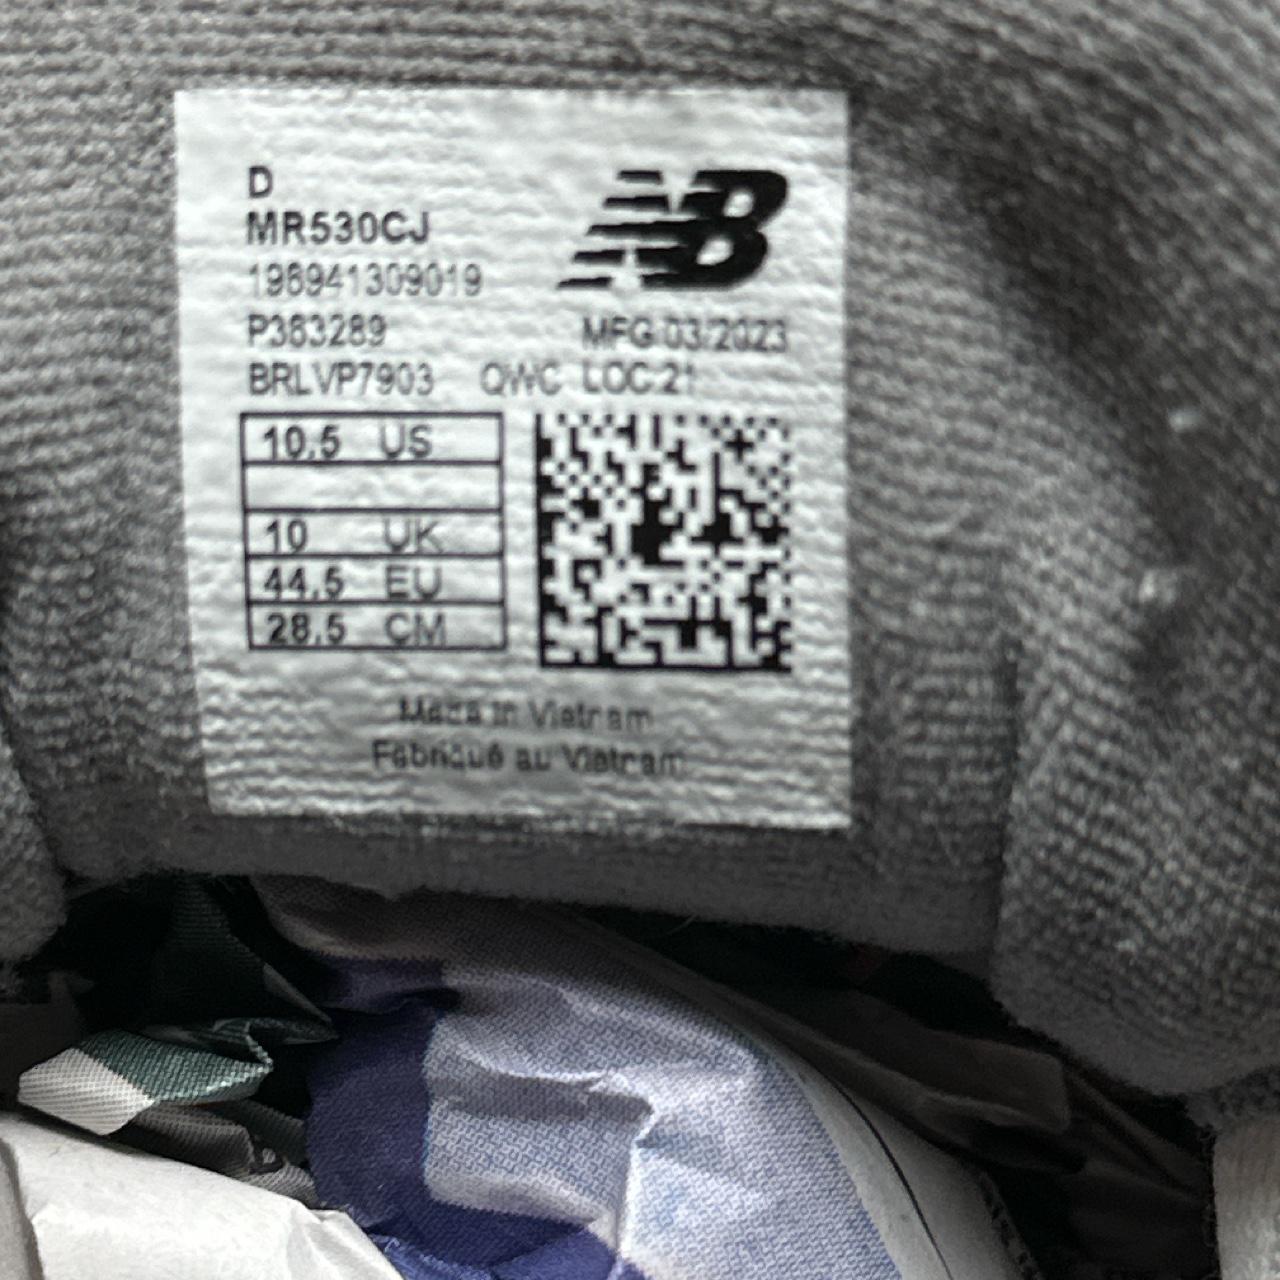 D
MR530CJ
196941309019
P363289
MFG:03/2023
BRLVP7903 QWC LOC:21
10.5 US
10 UK
44.5 EU
28.5 CM
Made in Vietnam
Fabriqué au Vietnam